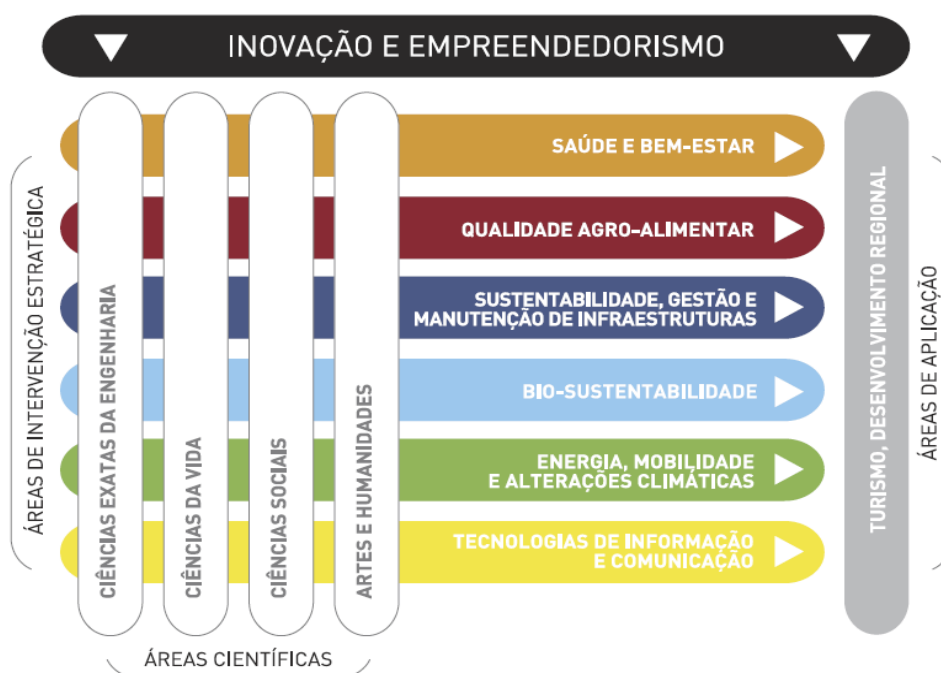 INOVAÇÃO E EMPREENDEDORISMO
ÁREAS DE INTERVENÇÃO ESTRATÉGICA
CIÊNCIAS EXATAS DA ENGENHARIA
CIÊNCIAS DA VIDA
CIÊNCIAS SOCIAIS
ARTES E HUMANIDADES
SAÚDE E BEM-ESTAR
QUALIDADE AGRO-ALIMENTAR
SUSTENTABILIDADE, GESTÃO E
MANUTENÇÃO DE INFRAESTRUTURAS
BIO-SUSTENTABILIDADE
ENERGIA, MOBILIDADE
E ALTERAÇÕES CLIMÁTICAS
TECNOLOGIAS DE INFORMAÇÃO
E COMUNICAÇÃO
TURISMO, DESENVOLVIMENTO REGIONAL
ÁREAS DE APLICAÇÃO
ÁREAS CIENTÍFICAS